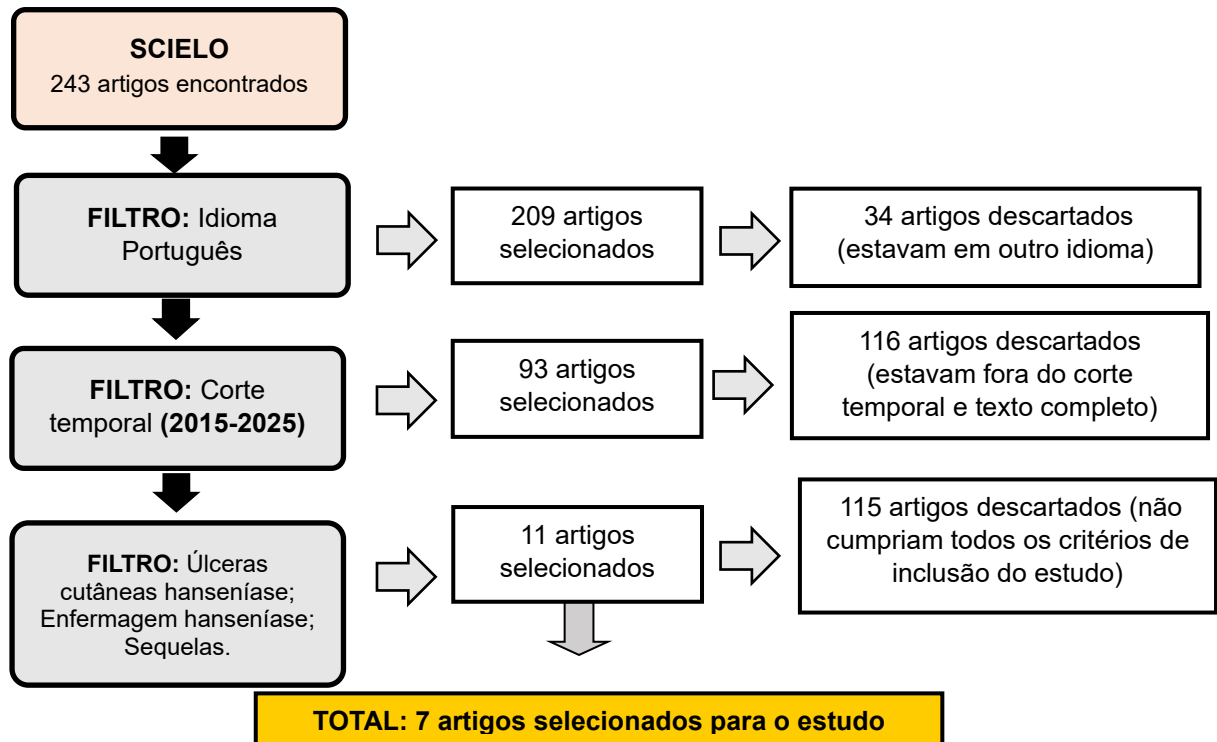 SCIELO
243 artigos encontrados
FILTRO: Idioma
Português
209 artigos
selecionados
34 artigos descartados
(estavam em outro idioma)
FILTRO: Corte
temporal (2015-2025)
93 artigos
selecionados
116 artigos descartados
(estavam fora do corte
temporal e texto completo)
FILTRO: Úlceras
cutâneas hanseníase;
Enfermagem hanseníase;
Sequelas.
11 artigos
selecionados
115 artigos descartados (não
cumpriam todos os critérios de
inclusão do estudo)
TOTAL: 7 artigos selecionados para o estudo